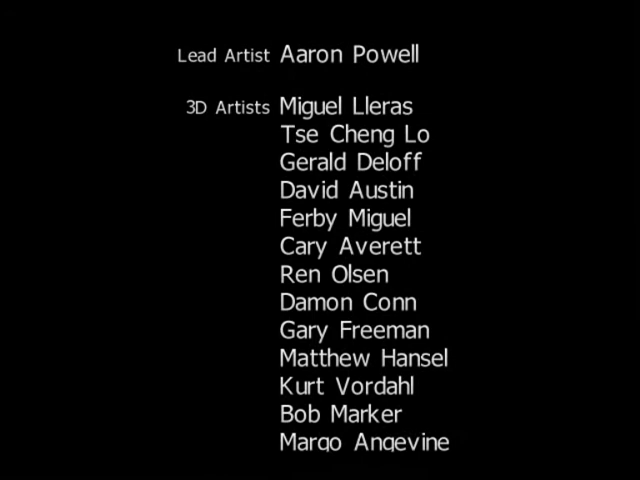 Lead Artist Aaron Powell
3D Artists Miguel Lleras
Tse Cheng Lo
Gerald Deloff
David Austin
Ferby Miguel
Cary Averett
Ren Olsen
Damon Conn
Gary Freeman
Matthew Hansel
Kurt Vordahl
Bob Marker
Margo Angevine